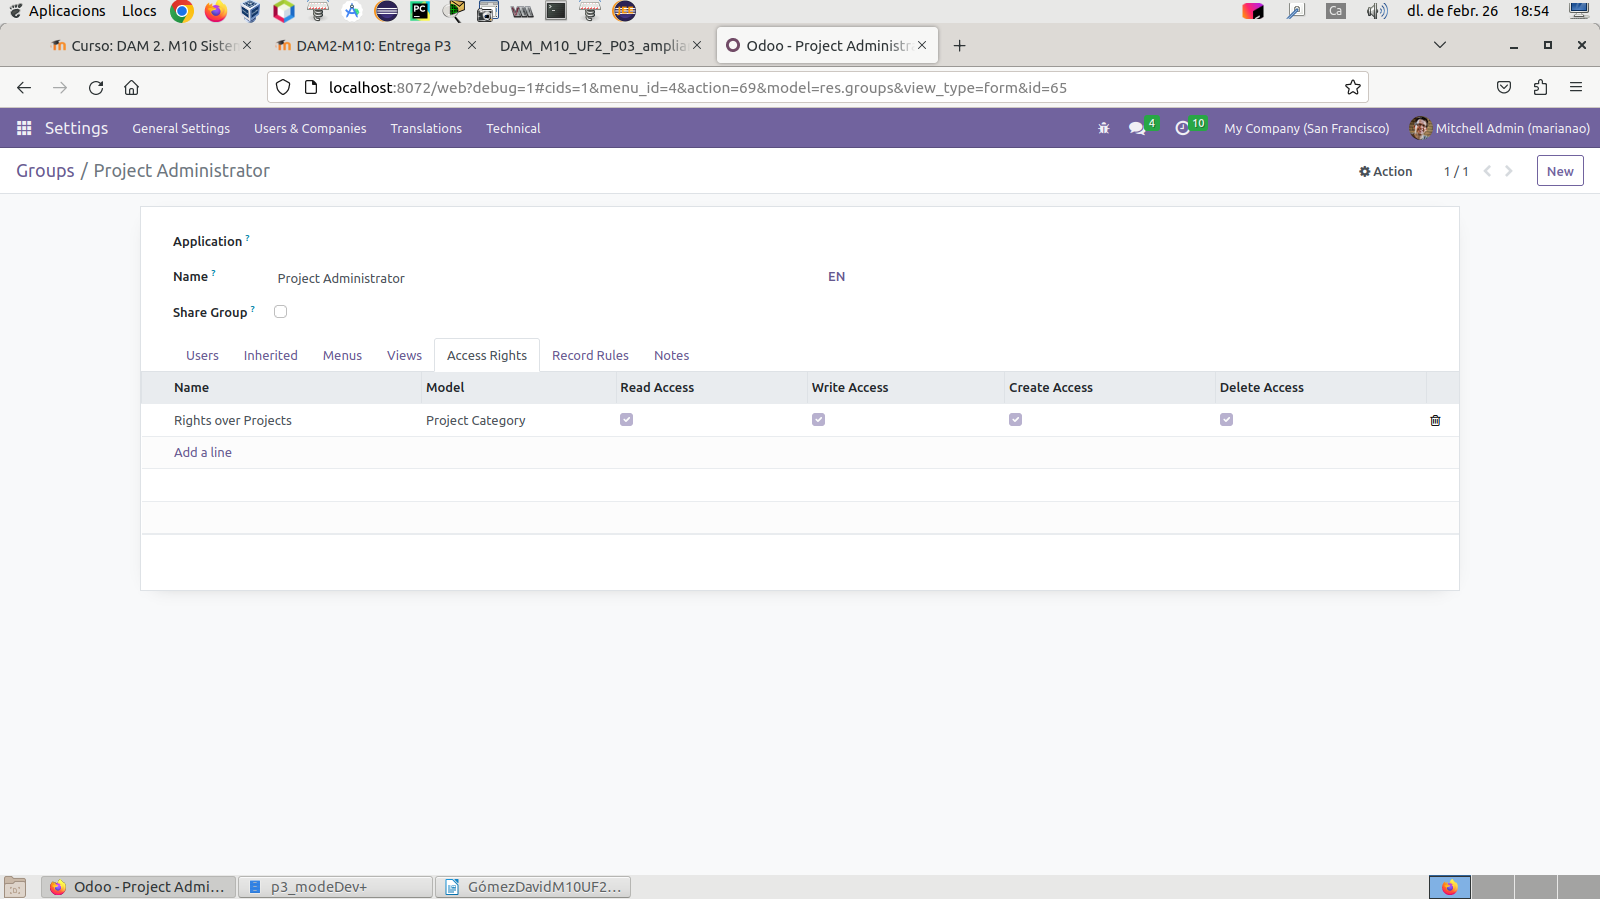 Aplicacions Llocs Ca dl. de febr. 26 18:54
Curso: DAM 2. M10 Sister DAM2-M10: Entrega P3 DAM_M10_UF2_P03_amplia Odoo - Project Administr
localhost:8072/web?debug=1#cids=1&menu_id=4&action=69&model=res.groups&view_type=form&id=65
Settings General Settings Users & Companies Translations Technical 4 10 My Company (San Francisco) Mitchell Admin (marianao)
Groups / Project Administrator Action 1 / 1 New
Application ?
Name ? Project Administrator EN
Share Group ?
Users Inherited Menus Views Access Rights Record Rules Notes
Name Model Read Access Write Access Create Access Delete Access
Rights over Projects Project Category
Add a line
Odoo - Project Admi... p3_modeDev+ GómezDavidM10UF2...